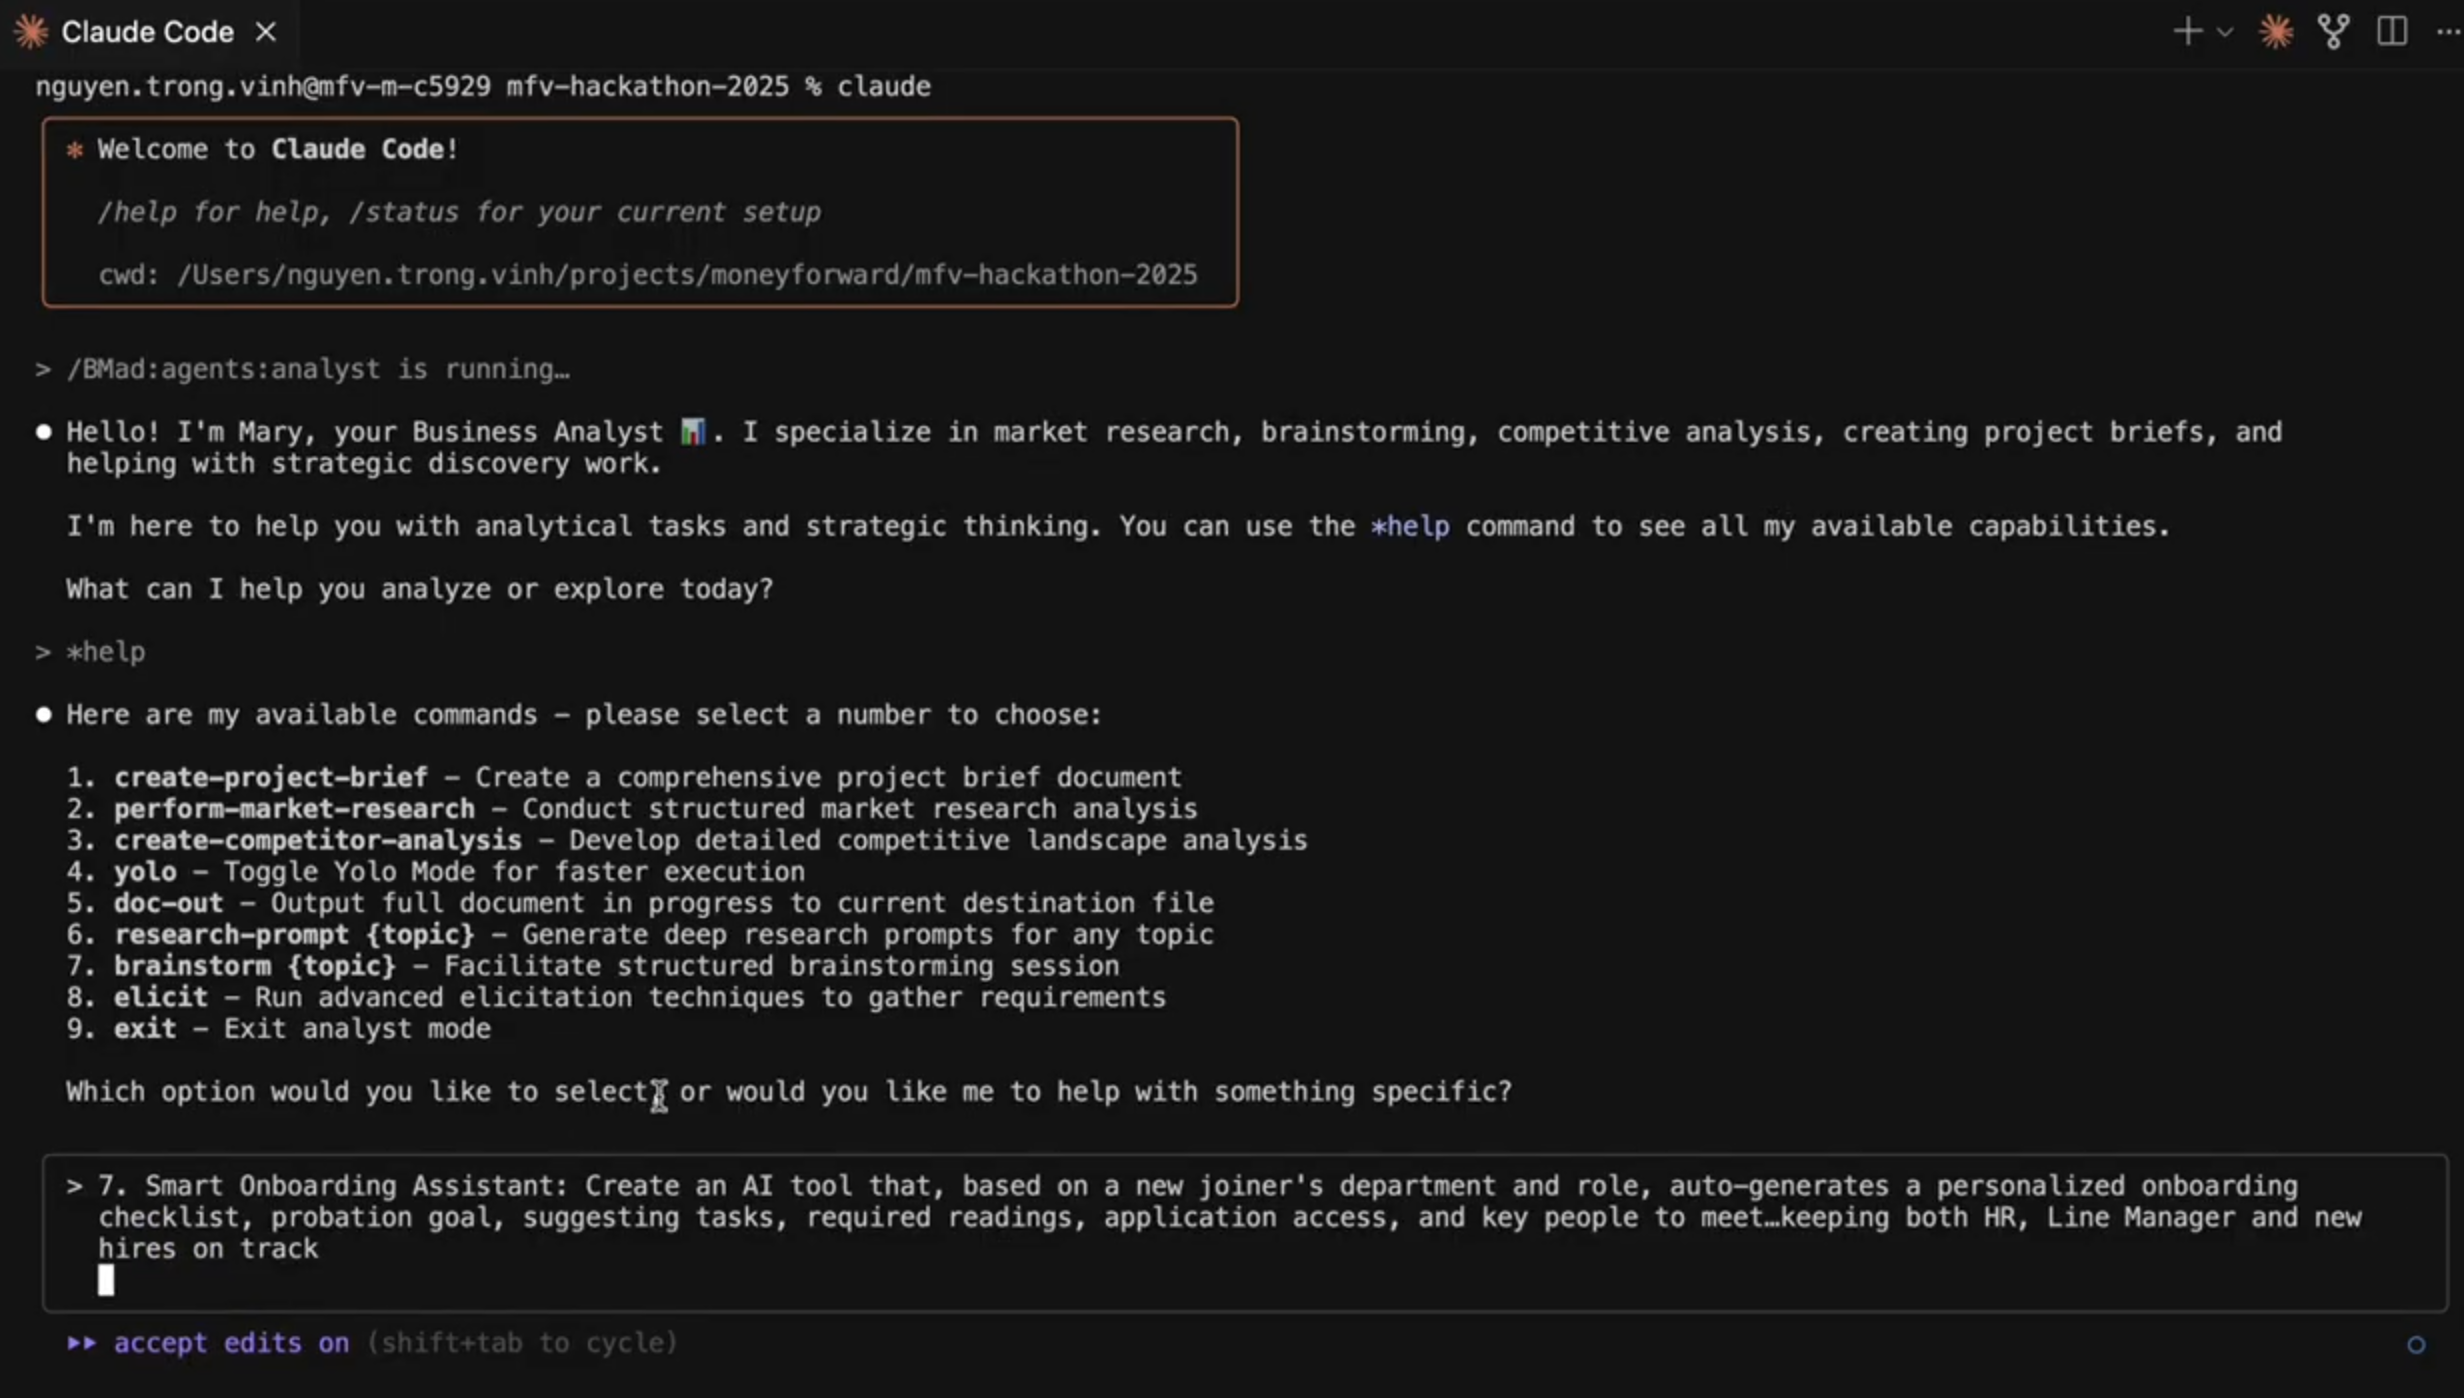 Claude Code
nguyen.trong.vinh@mfv-m-c5929 mfv-hackathon-2025 % claude
* Welcome to Claude Code!
/help for help, /status for your current setup
cwd: /Users/nguyen.trong.vinh/projects/moneyforward/mfv-hackathon-2025
> /BMad:agents:analyst is running…
● Hello! I'm Mary, your Business Analyst 📊. I specialize in market research, brainstorming, competitive analysis, creating project briefs, and
helping with strategic discovery work.
I'm here to help you with analytical tasks and strategic thinking. You can use the *help command to see all my available capabilities.
What can I help you analyze or explore today?
> *help
● Here are my available commands – please select a number to choose:
1. create-project-brief – Create a comprehensive project brief document
2. perform-market-research – Conduct structured market research analysis
3. create-competitor-analysis – Develop detailed competitive landscape analysis
4. yolo – Toggle Yolo Mode for faster execution
5. doc-out – Output full document in progress to current destination file
6. research-prompt {topic} – Generate deep research prompts for any topic
7. brainstorm {topic} – Facilitate structured brainstorming session
8. elicit – Run advanced elicitation techniques to gather requirements
9. exit – Exit analyst mode
Which option would you like to select, or would you like me to help with something specific?
> 7. Smart Onboarding Assistant: Create an AI tool that, based on a new joiner's department and role, auto-generates a personalized onboarding
checklist, probation goal, suggesting tasks, required readings, application access, and key people to meet…keeping both HR, Line Manager and new
hires on track
accept edits on (shift+tab to cycle)